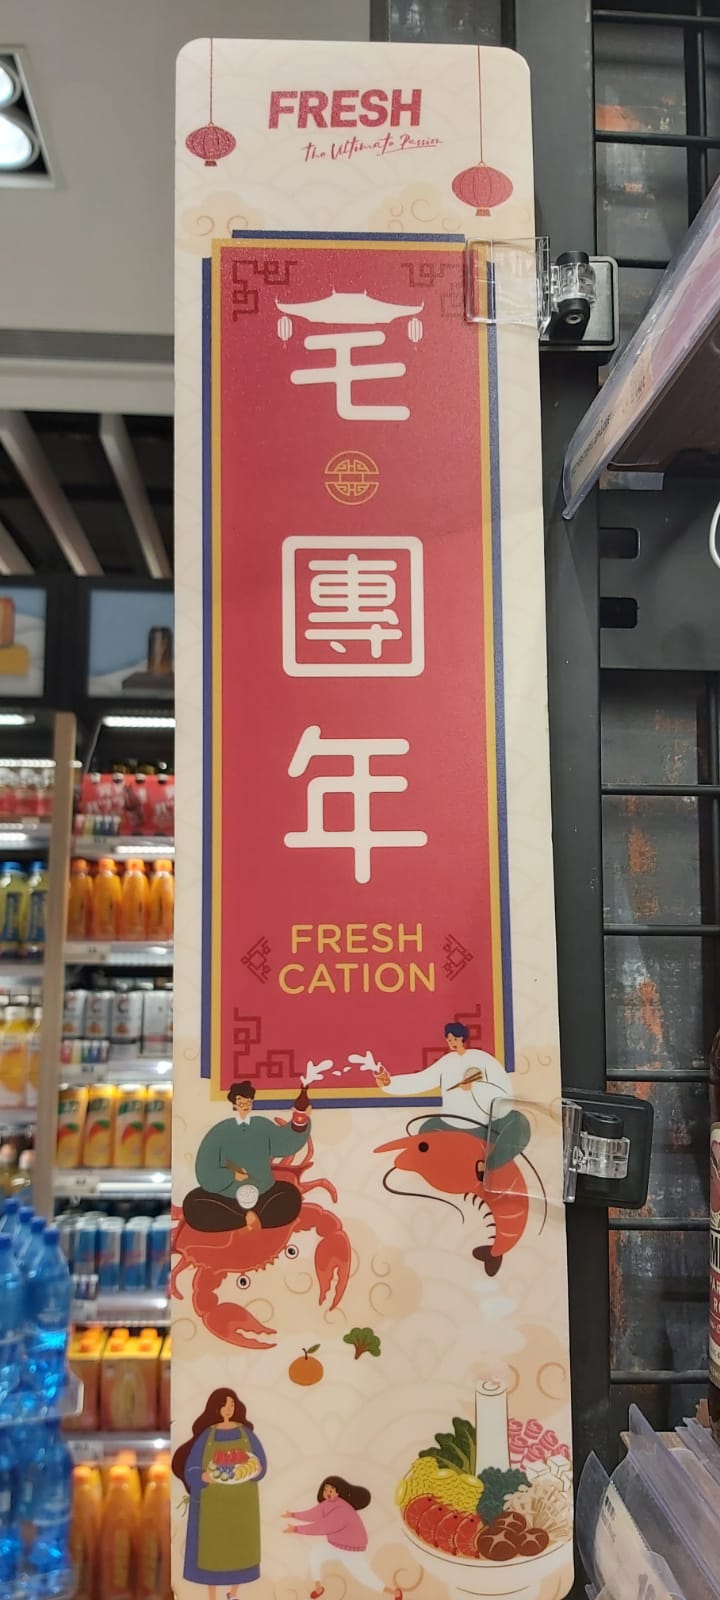 FRESH
The Ultimate Passion
宅
團
年
FRESH
CATION